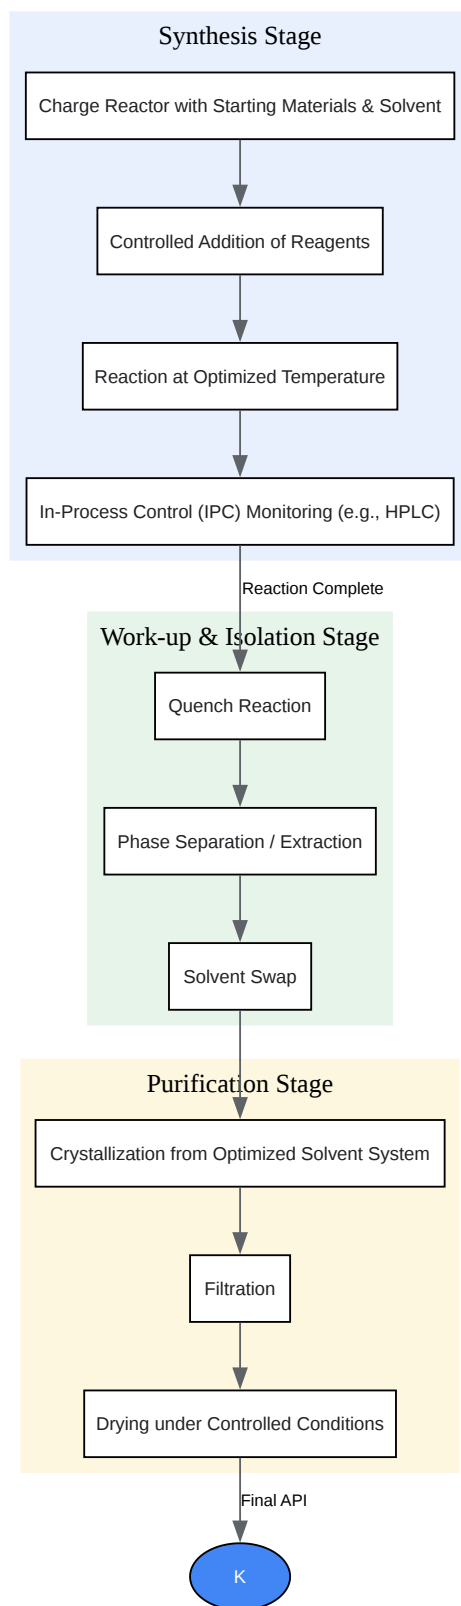 Synthesis Stage
Charge Reactor with Starting Materials & Solvent
Controlled Addition of Reagents
Reaction at Optimized Temperature
In-Process Control (IPC) Monitoring (e.g., HPLC)
Reaction Complete
Work-up & Isolation Stage
Quench Reaction
Phase Separation / Extraction
Solvent Swap
Purification Stage
Crystallization from Optimized Solvent System
Filtration
Drying under Controlled Conditions
Final API
K